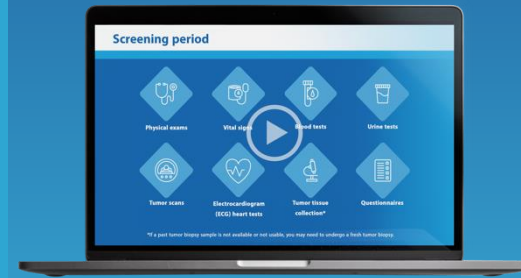 Screening period
Physical exams
Vital signs
Blood tests
Urine tests
Tumor scans
Electrocardiogram
(ECG) heart tests
Tumor tissue
collection*
Questionnaires
*If a past tumor biopsy sample is not available or not usable, you may need to undergo a fresh tumor biopsy.